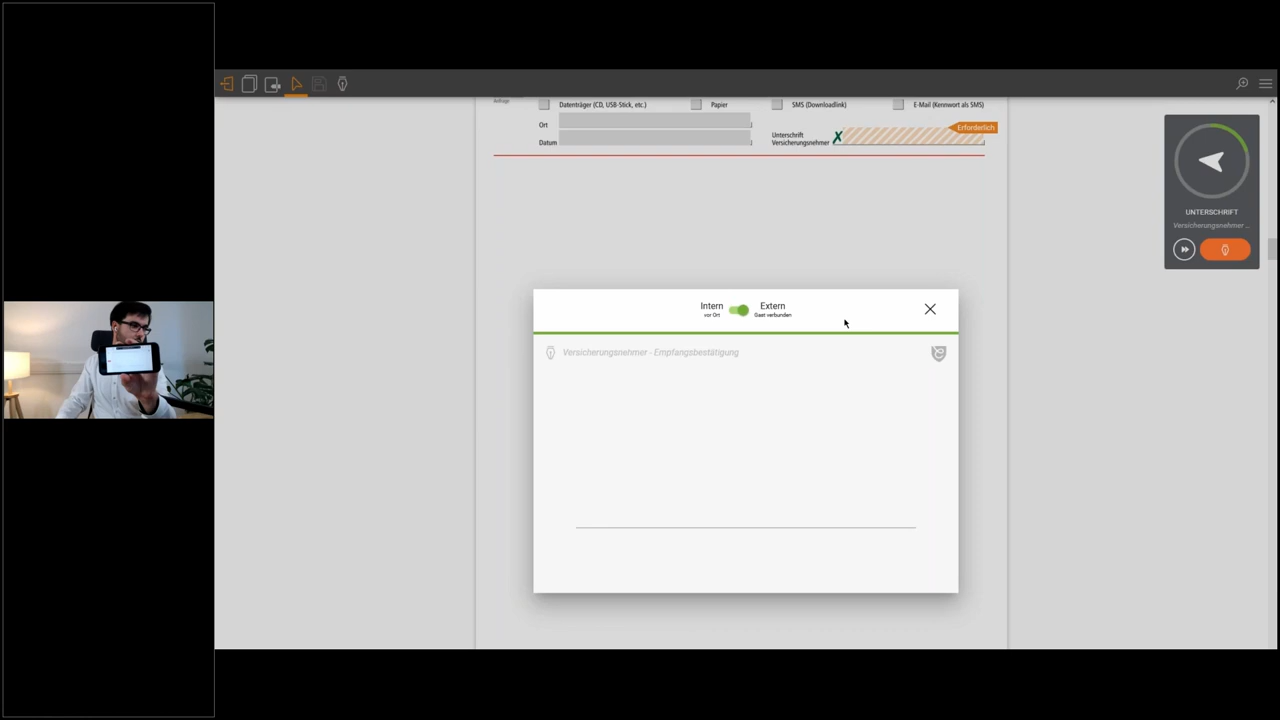 Anfrage
Datenträger (CD, USB-Stick, etc.) Papier SMS (Downloadlink) E-Mail (Kennwort als SMS)
Ort
Erforderlich
Unterschrift
Datum
Versicherungsnehmer
UNTERSCHRIFT
Versicherungsnehmer ...
Intern
vor Ort
Extern
Gast verbunden
Versicherungsnehmer - Empfangsbestätigung